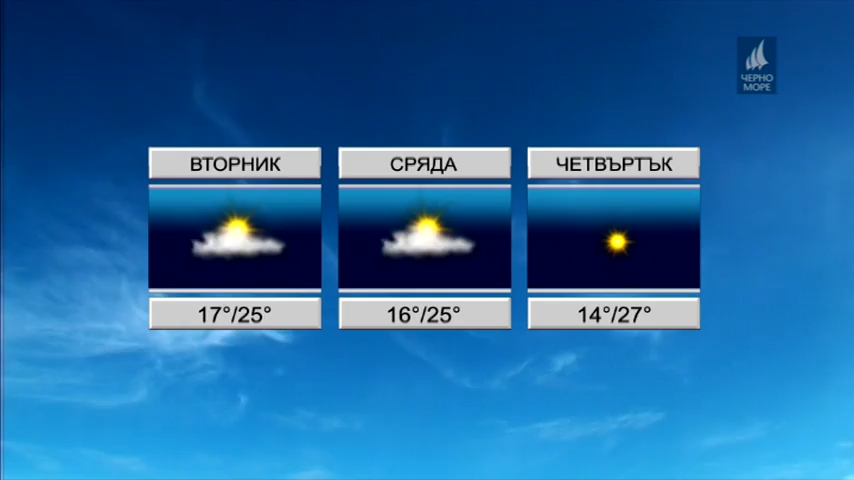 ЧЕРНО
МОРЕ
ВТОРНИК
СРЯДА
ЧЕТВЪРТЪК
17°/25°
16°/25°
14°/27°